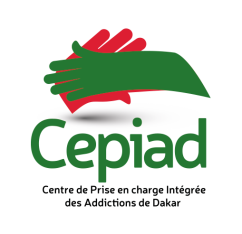 Cepiad
Centre de Prise en charge Intégrée
des Addictions de Dakar